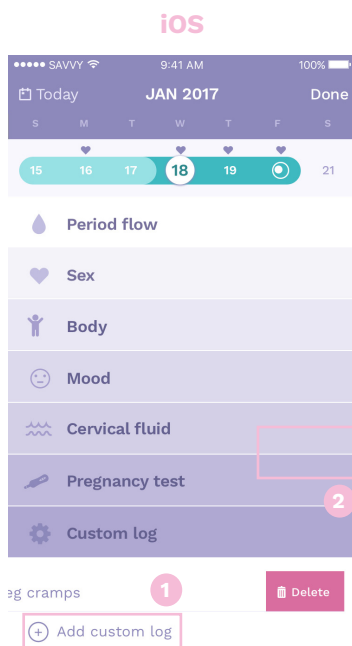 iOS
SAVVY 9:41 AM 100%
Today JAN 2017 Done
S M T W T F S
15 16 17 18 19 21
Period flow
Sex
Body
Mood
Cervical fluid
Pregnancy test
2
Custom log
eg cramps 1 Delete
Add custom log